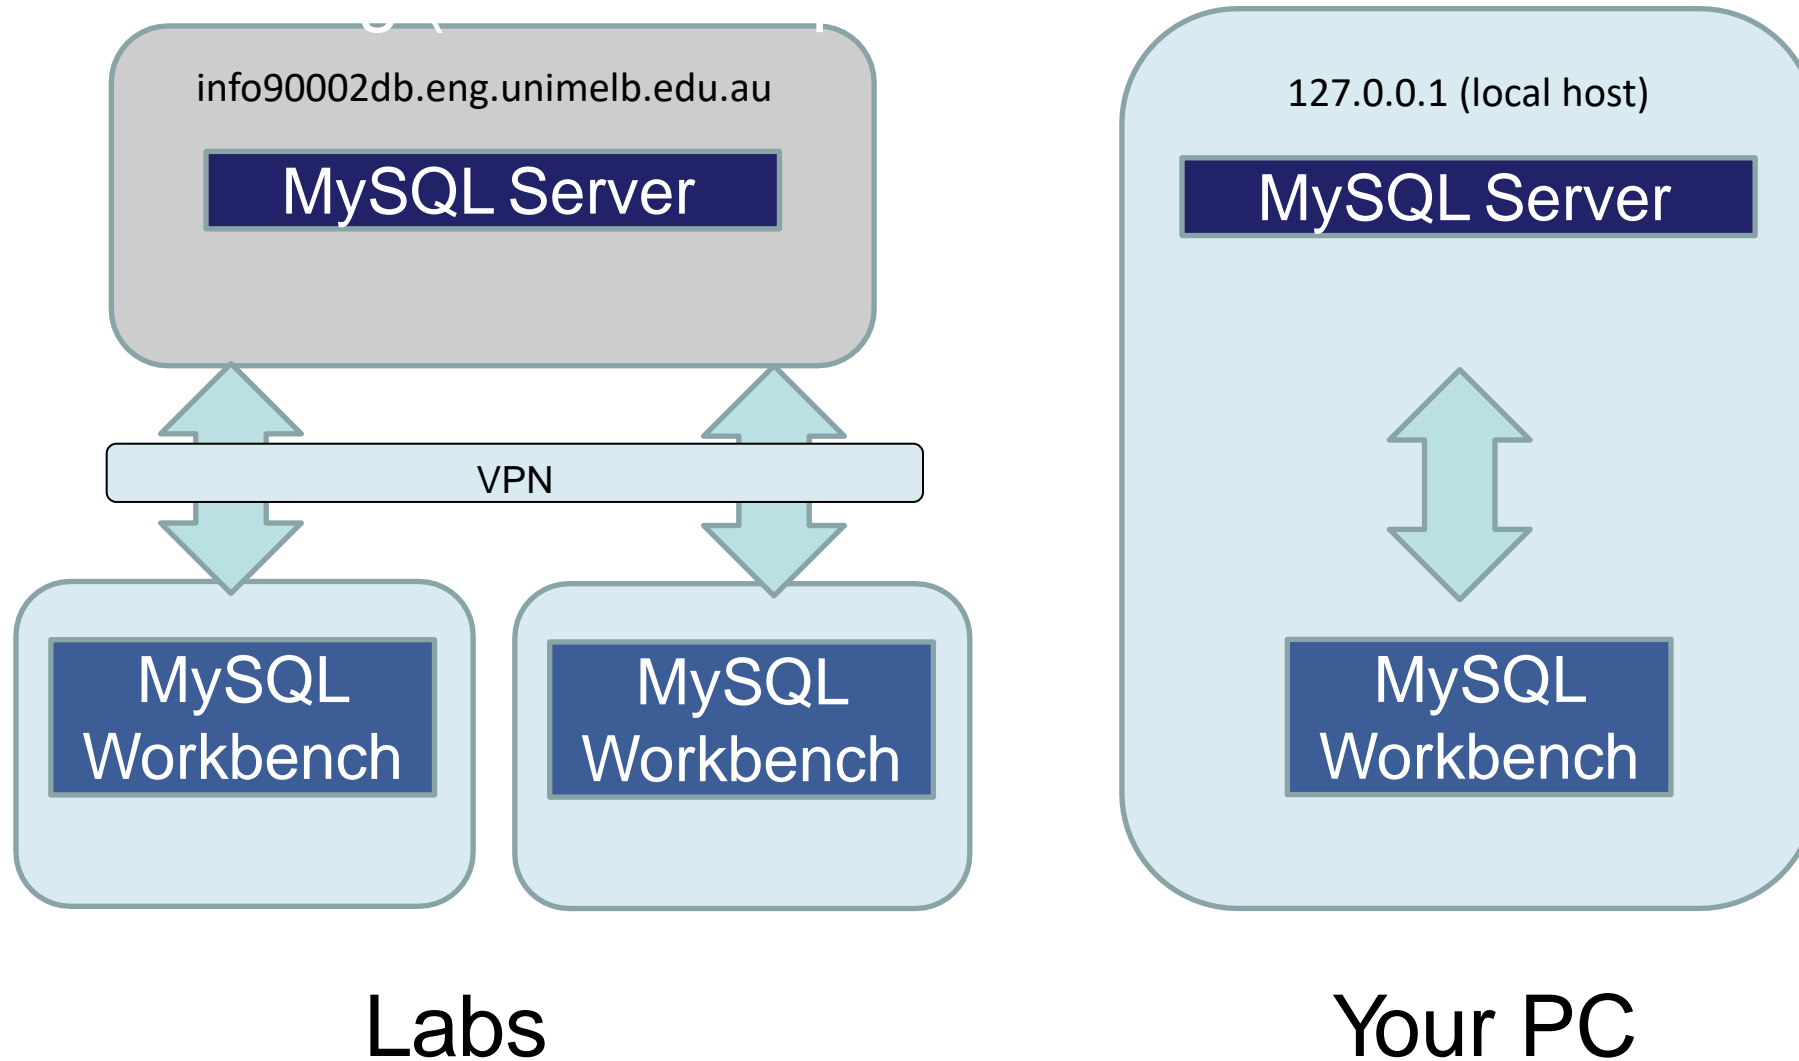 info90002db.eng.unimelb.edu.au
MySQL Server
VPN
MySQL
Workbench
MySQL
Workbench
Labs
127.0.0.1 (local host)
MySQL Server
MySQL
Workbench
Your PC